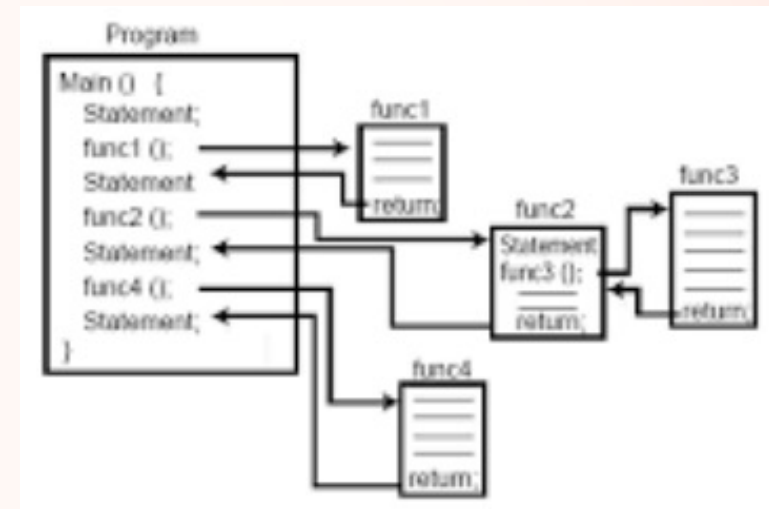 Program
Main () {
Statement;
func1 ();
Statement
func2 ();
Statement;
func4 ();
Statement;
}
func1
return;
func2
Statement
func3 ();
return;
func3
return;
func4
return;